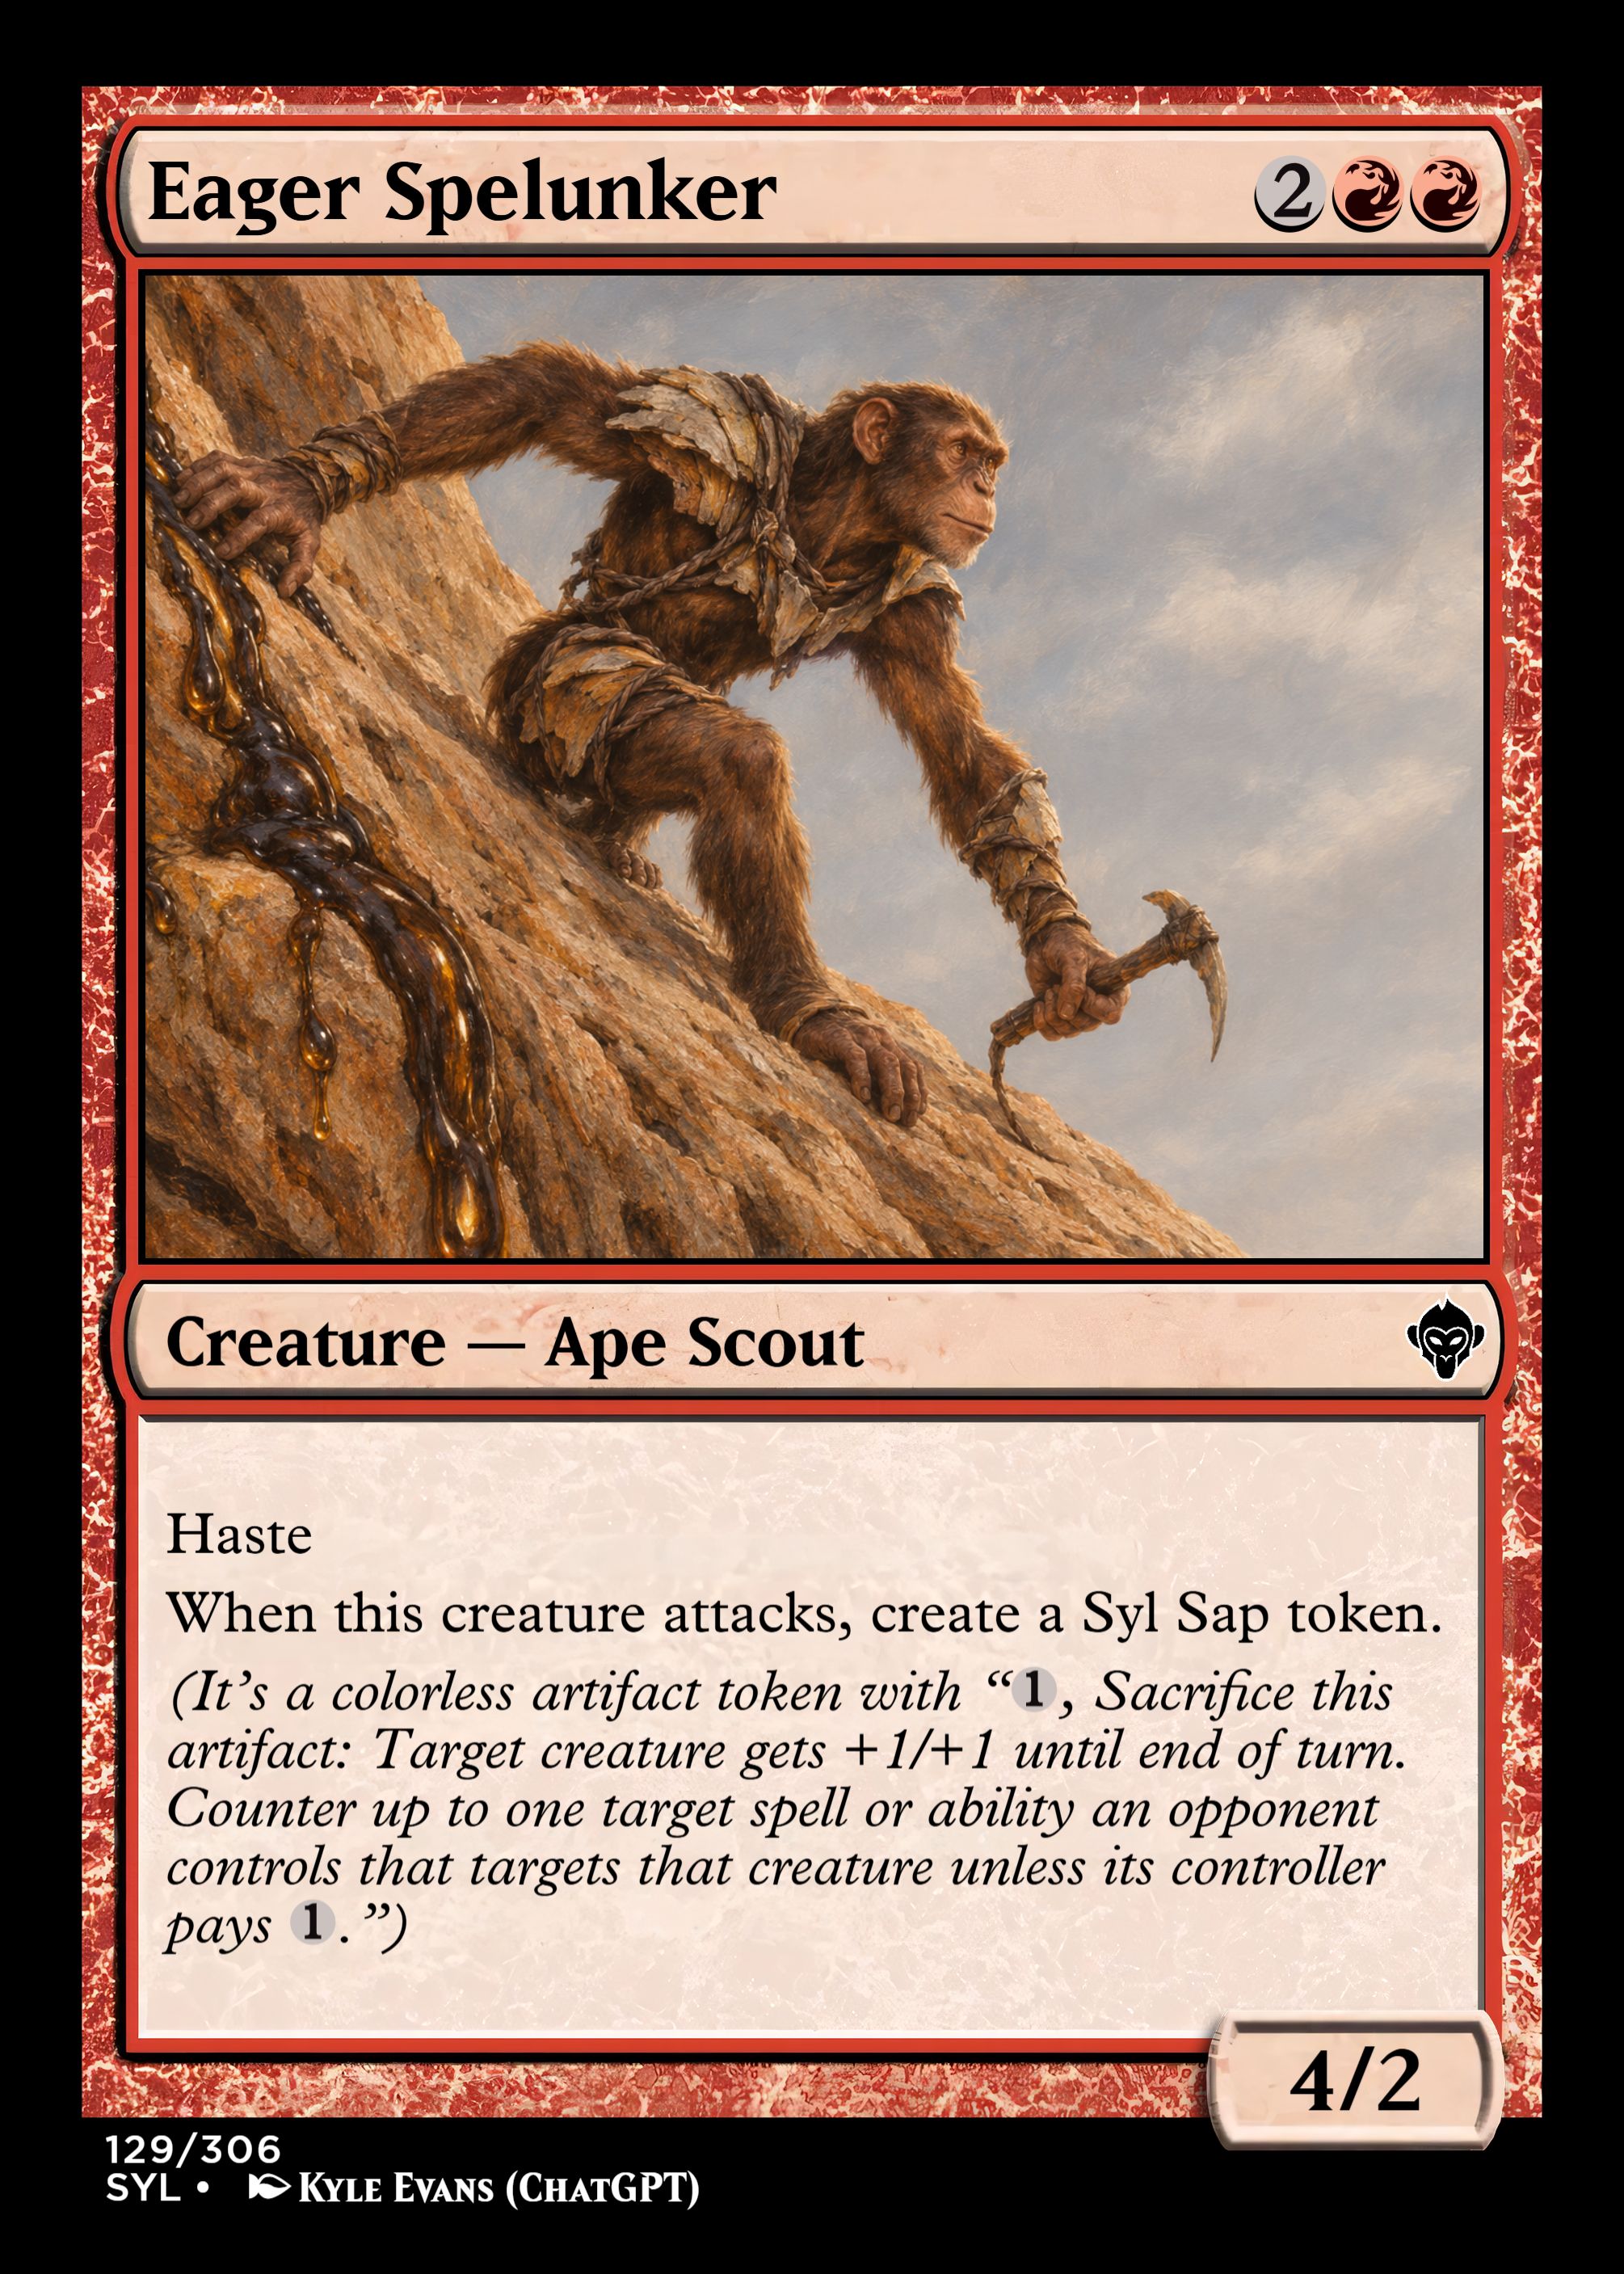 Eager Spelunker 2
Creature — Ape Scout
Haste
When this creature attacks, create a Syl Sap token.
(It's a colorless artifact token with “1, Sacrifice this
artifact: Target creature gets +1/+1 until end of turn.
Counter up to one target spell or ability an opponent
controls that targets that creature unless its controller
pays 1.”)
4/2
129/306
SYL • Kyle Evans (ChatGPT)